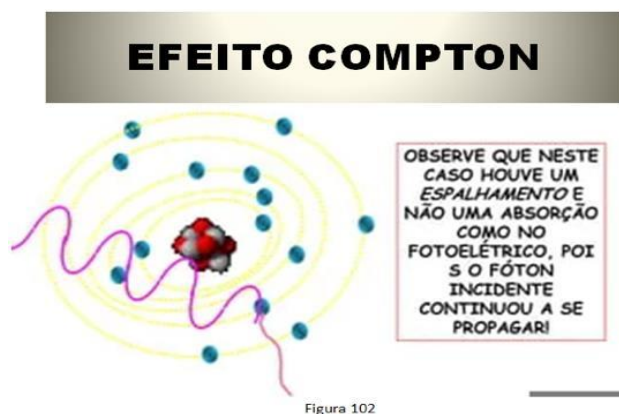 EFEITO COMPTON
OBSERVE QUE NESTE
CASO HOUVE UM
ESPALHAMENTO E
NÃO UMA ABSORÇÃO
COMO NO
FOTOELÉTRICO, POI
S O FÓTON
INCIDENTE
CONTINUOU A SE
PROPAGAR!
Figura 102